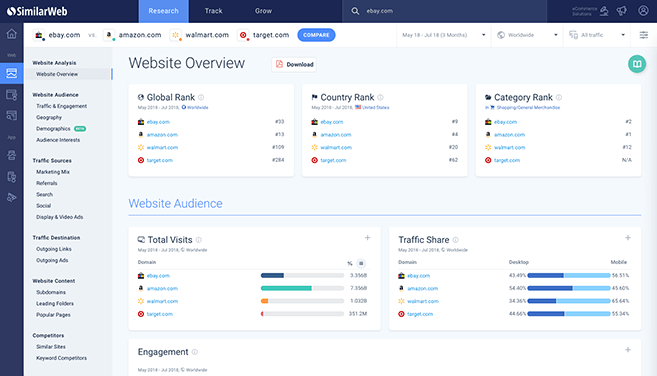 SimilarWeb Research Track Grow ebay.com eCommerce Solutions
ebay.com vs amazon.com walmart.com target.com COMPARE May 18 - Jul 18 (3 Months) Worldwide All traffic
Web
App
Website Analysis
Website Overview
Website Audience
Traffic & Engagement
Geography
Demographics BETA
Audience Interests
Traffic Sources
Marketing Mix
Referrals
Search
Social
Display & Video Ads
Traffic Destination
Outgoing Links
Outgoing Ads
Website Content
Subdomains
Leading Folders
Popular Pages
Competitors
Similar Sites
Keyword Competitors
Website Overview Download
Global Rank
May 2018 - Jul 2018, Worldwide
ebay.com #33
amazon.com #13
walmart.com #109
target.com #284
Country Rank
May 2018 - Jul 2018, United States
ebay.com #9
amazon.com #4
walmart.com #20
target.com #62
Category Rank
In Shopping/General Merchandise
ebay.com #2
amazon.com #1
walmart.com #12
target.com N/A
Website Audience
Total Visits
May 2018 - Jul 2018, Worldwide
Domain % #
ebay.com 3.356B
amazon.com 7.356B
walmart.com 1.032B
target.com 351.2M
Traffic Share
May 2018 - Jul 2018, Worldwide
Domain Desktop Mobile
ebay.com 43.49% 56.51%
amazon.com 54.40% 45.60%
walmart.com 34.36% 65.64%
target.com 44.66% 55.34%
Engagement